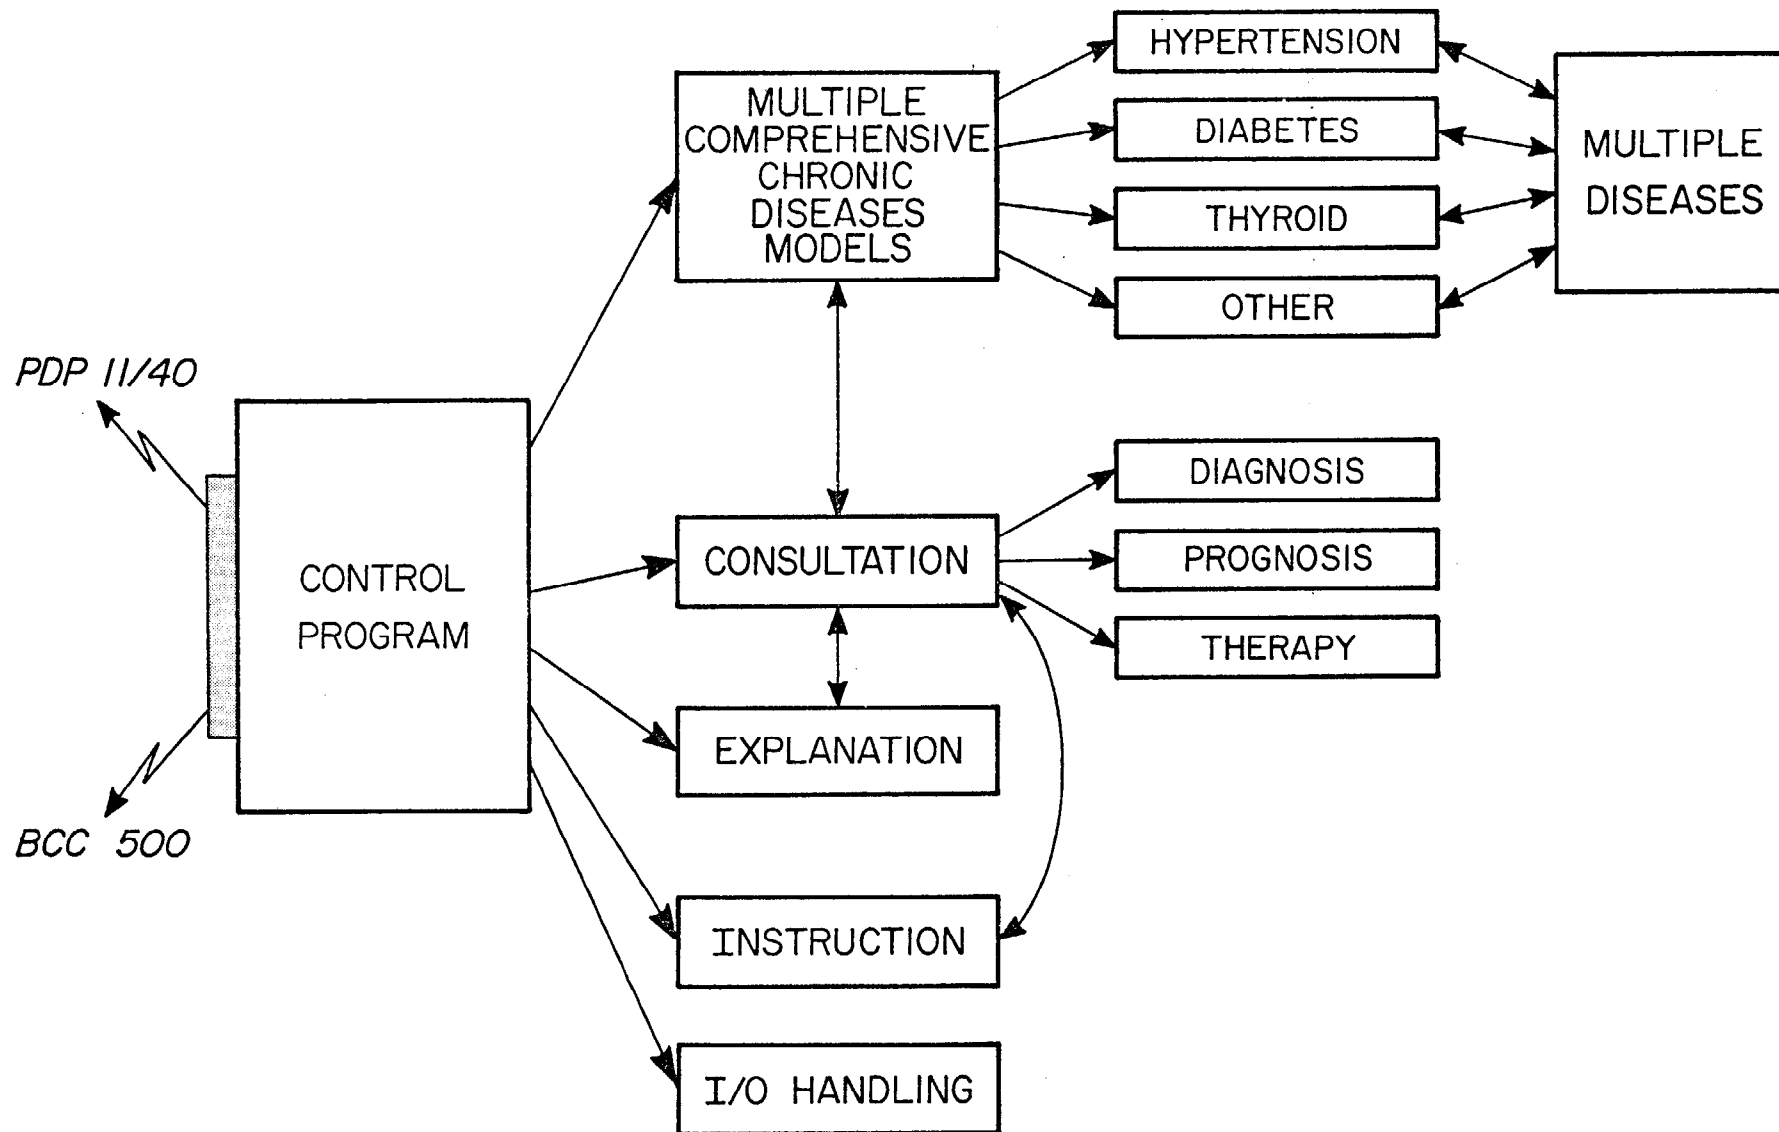 PDP 11/40
BCC 500
CONTROL
PROGRAM
MULTIPLE
COMPREHENSIVE
CHRONIC
DISEASES
MODELS
CONSULTATION
EXPLANATION
INSTRUCTION
I/O HANDLING
HYPERTENSION
DIABETES
THYROID
OTHER
DIAGNOSIS
PROGNOSIS
THERAPY
MULTIPLE
DISEASES